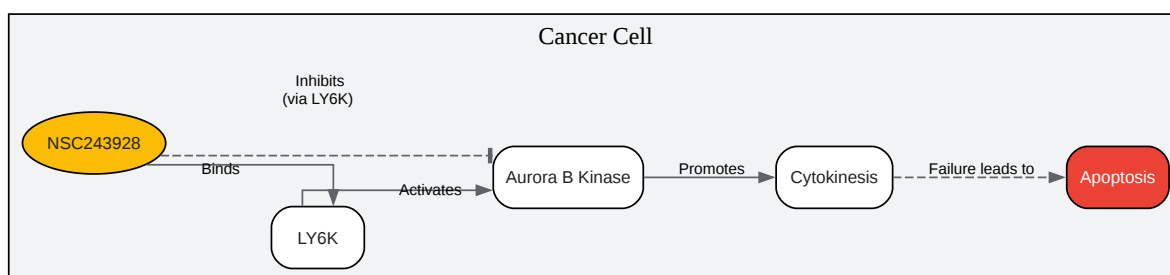 Cancer Cell
Inhibits
(via LY6K)
NSC243928
Binds
Activates
Aurora B Kinase
Promotes
Cytokinesis
Failure leads to
Apoptosis
LY6K